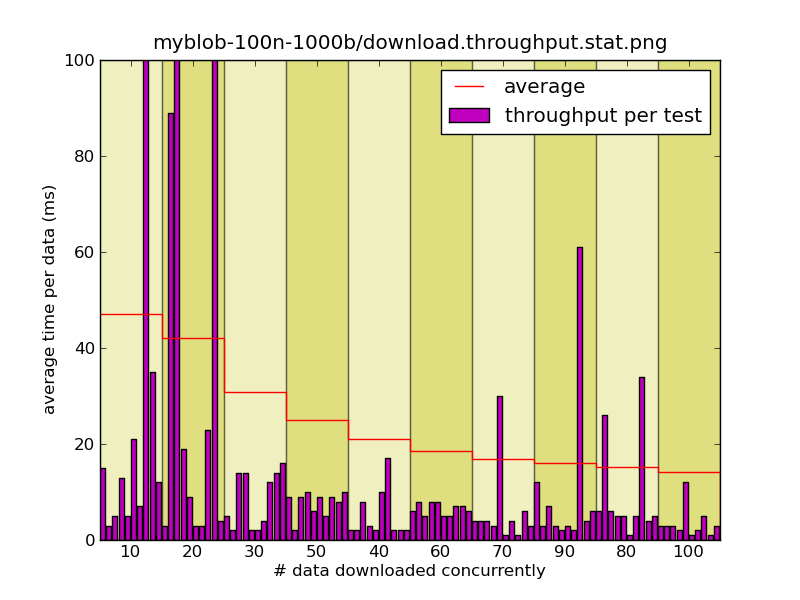 myblob-100n-1000b/download.throughput.stat.png
average
throughput per test
average time per data (ms)
100
80
60
40
20
0
10 20 30 50 40 60 70 90 80 100
# data downloaded concurrently